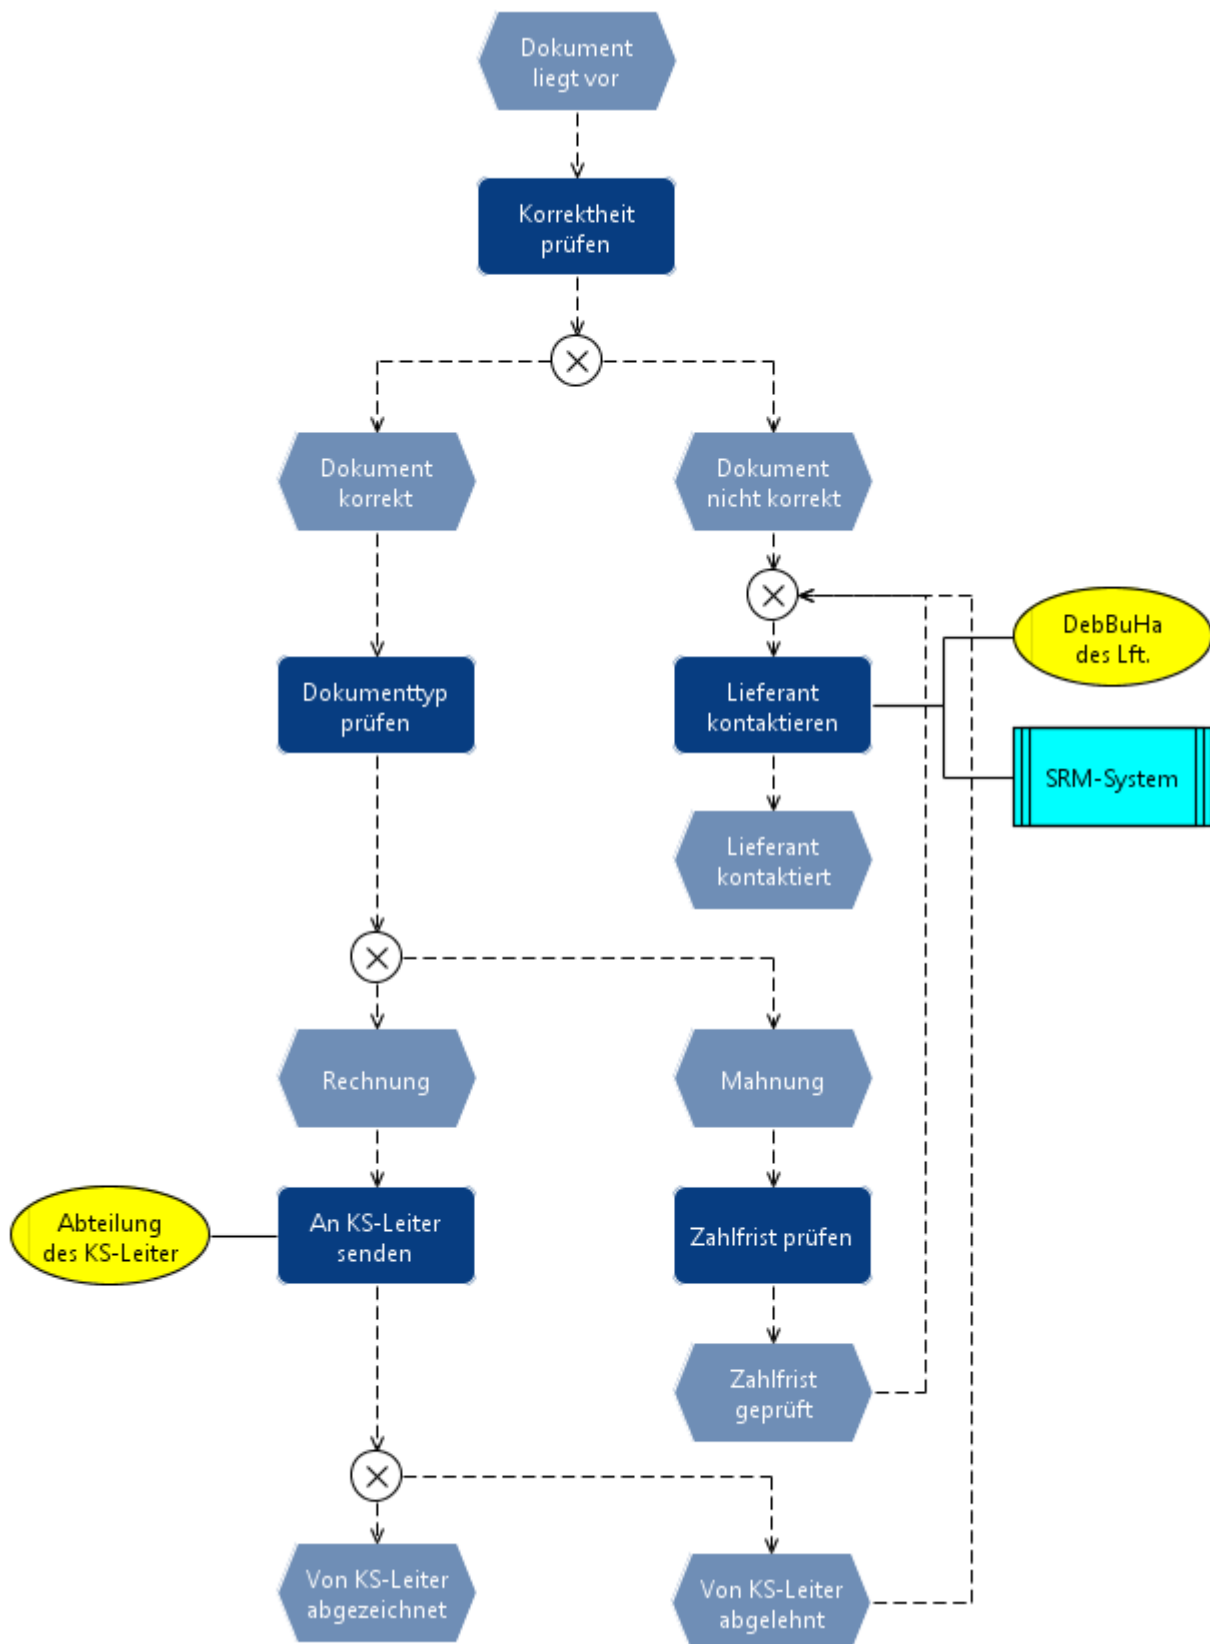 Dokument
liegt vor
Korrektheit
prüfen
Dokument
korrekt
Dokument
nicht korrekt
DebBuHa
des Lft.
Dokumenttyp
prüfen
Lieferant
kontaktieren
SRM-System
Lieferant
kontaktiert
Rechnung
Mahnung
Abteilung
des KS-Leiter
An KS-Leiter
senden
Zahlfrist prüfen
Zahlfrist
geprüft
Von KS-Leiter
abgezeichnet
Von KS-Leiter
abgelehnt